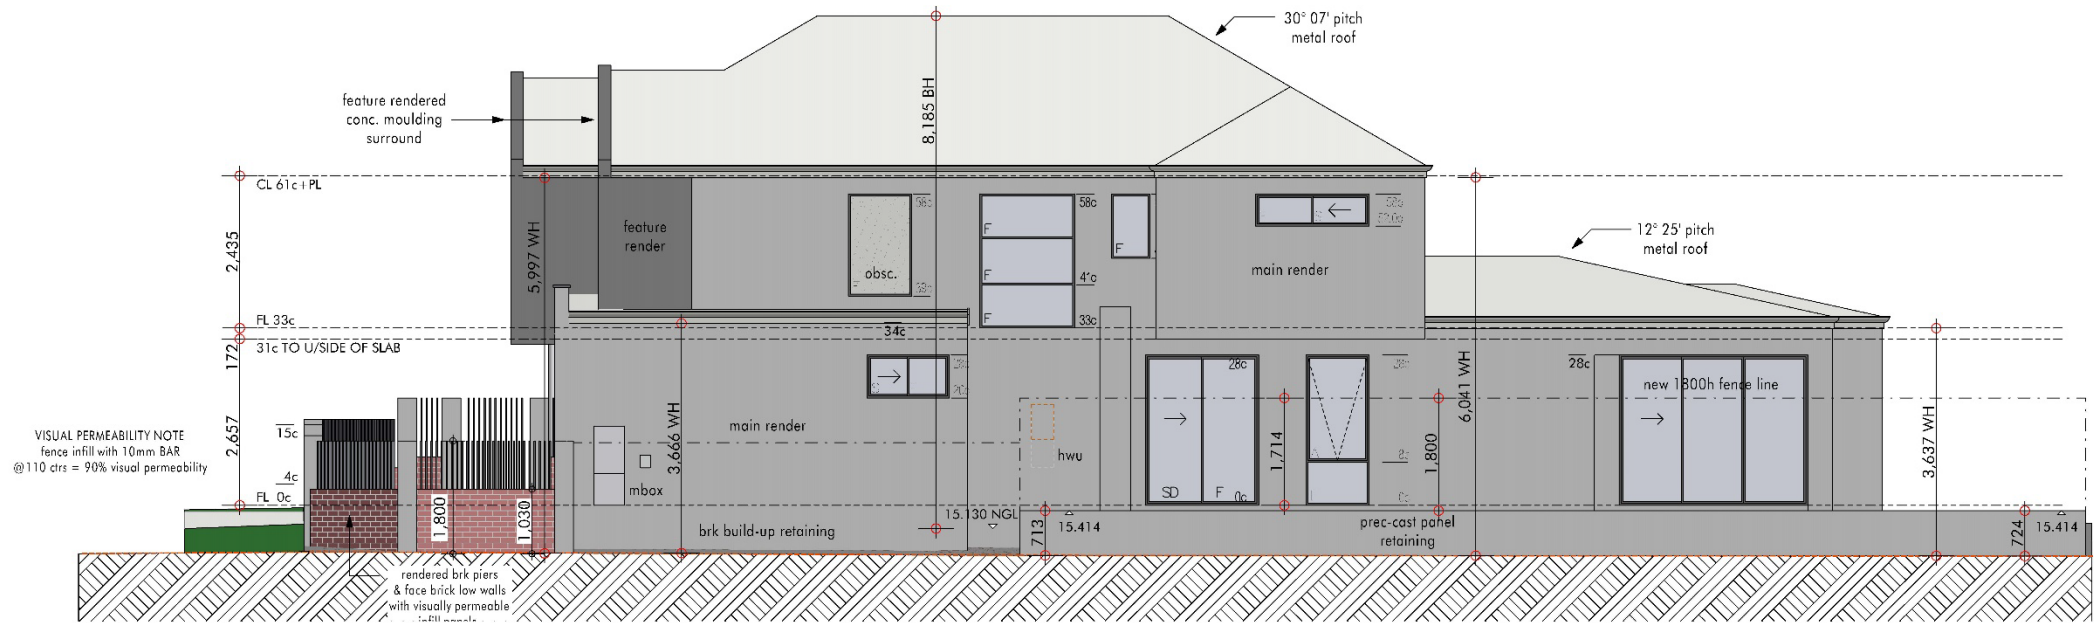 30° 07' pitch
metal roof
feature rendered
conc. moulding
surround
8,185 BH
CL 61c+PL
2,435
5,997 WH
feature
render
obsc.
58c
41c
33c
F
F
F
F
main render
12° 25' pitch
metal roof
FL 33c
172
31c TO U/SIDE OF SLAB
34c
2,657
VISUAL PERMEABILITY NOTE
fence infill with 10mm BAR
@110 ctrs = 90% visual permeability
15c
4c
FL 0c
1,800
1,030
mbox
3,666 WH
main render
brk build-up retaining
15.130 NGL
hwu
713
15.414
28c
SD
F
0c
1,714
1,800
6,041 WH
28c
new 1800h fence line
prec-cast panel
retaining
3,637 WH
724
15.414
rendered brk piers
& face brick low walls
with visually permeable